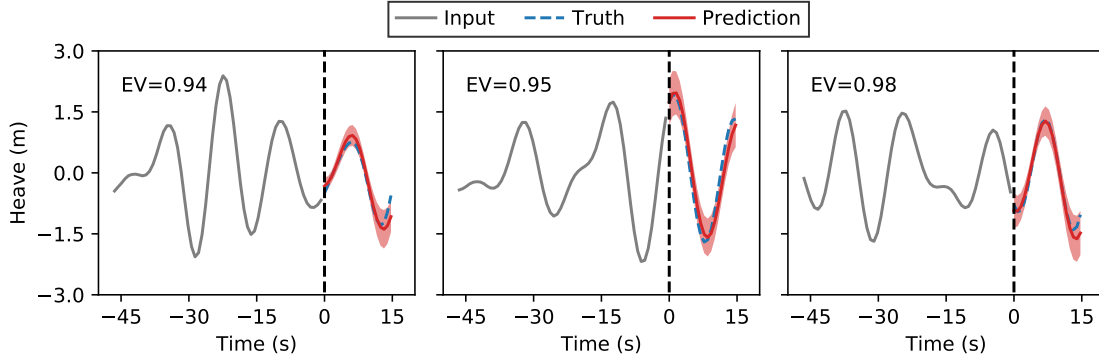 Input Truth Prediction
EV=0.94 EV=0.95 EV=0.98
Heave (m)
3.0
1.5
0.0
−1.5
−3.0
−45 −30 −15 0 15 −45 −30 −15 0 15 −45 −30 −15 0 15
Time (s) Time (s) Time (s)